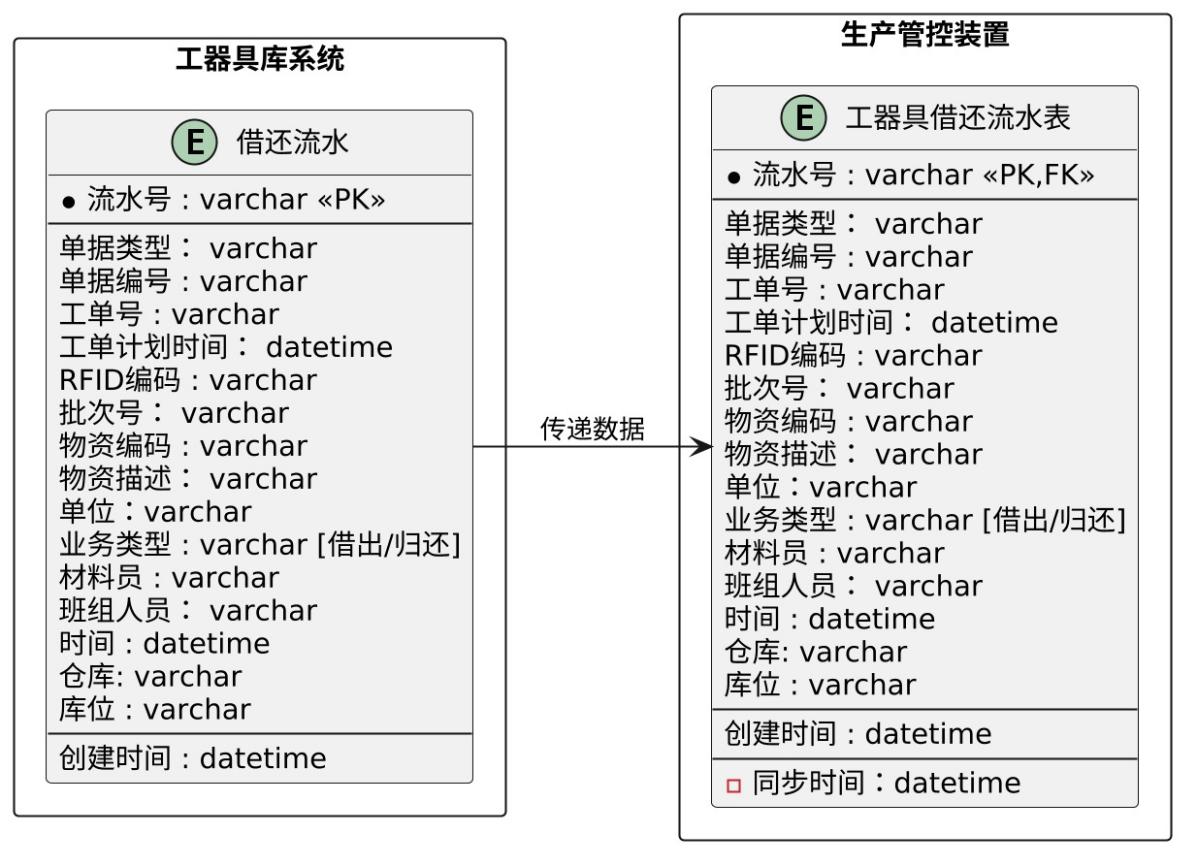 工器具库系统
E 借还流水
流水号 : varchar «PK»
单据类型： varchar
单据编号 : varchar
工单号 : varchar
工单计划时间： datetime
RFID编码 : varchar
批次号： varchar
物资编码 : varchar
物资描述： varchar
单位：varchar
业务类型 : varchar [借出/归还]
材料员 : varchar
班组人员： varchar
时间 : datetime
仓库: varchar
库位 : varchar
创建时间 : datetime
传递数据
生产管控装置
E 工器具借还流水表
流水号 : varchar «PK,FK»
单据类型： varchar
单据编号 : varchar
工单号 : varchar
工单计划时间： datetime
RFID编码 : varchar
批次号： varchar
物资编码 : varchar
物资描述： varchar
单位：varchar
业务类型 : varchar [借出/归还]
材料员 : varchar
班组人员： varchar
时间 : datetime
仓库: varchar
库位 : varchar
创建时间 : datetime
同步时间：datetime